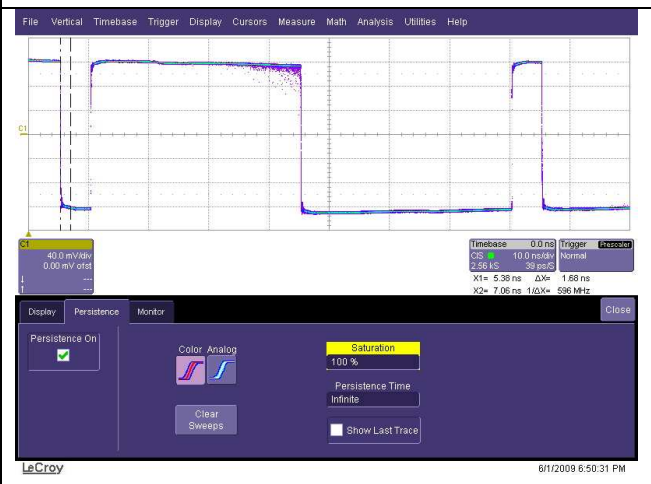 File Vertical Timebase Trigger Display Cursors Measure Math Analysis Utilities Help
C1
C1
40.0 mV/div
0.00 mV ofst
---
---
Timebase 0.0 ns
CIS 10.0 ns/div
2.56 kS 39 ps/S
Trigger Prescaler
Normal
X1= 5.38 ns ΔX= 1.68 ns
X2= 7.06 ns 1/ΔX= 596 MHz
Display Persistence Monitor Close
Persistence On
Color Analog
Clear
Sweeps
Saturation
100 %
Persistence Time
Infinite
Show Last Trace
LeCroy 6/1/2009 6:50:31 PM